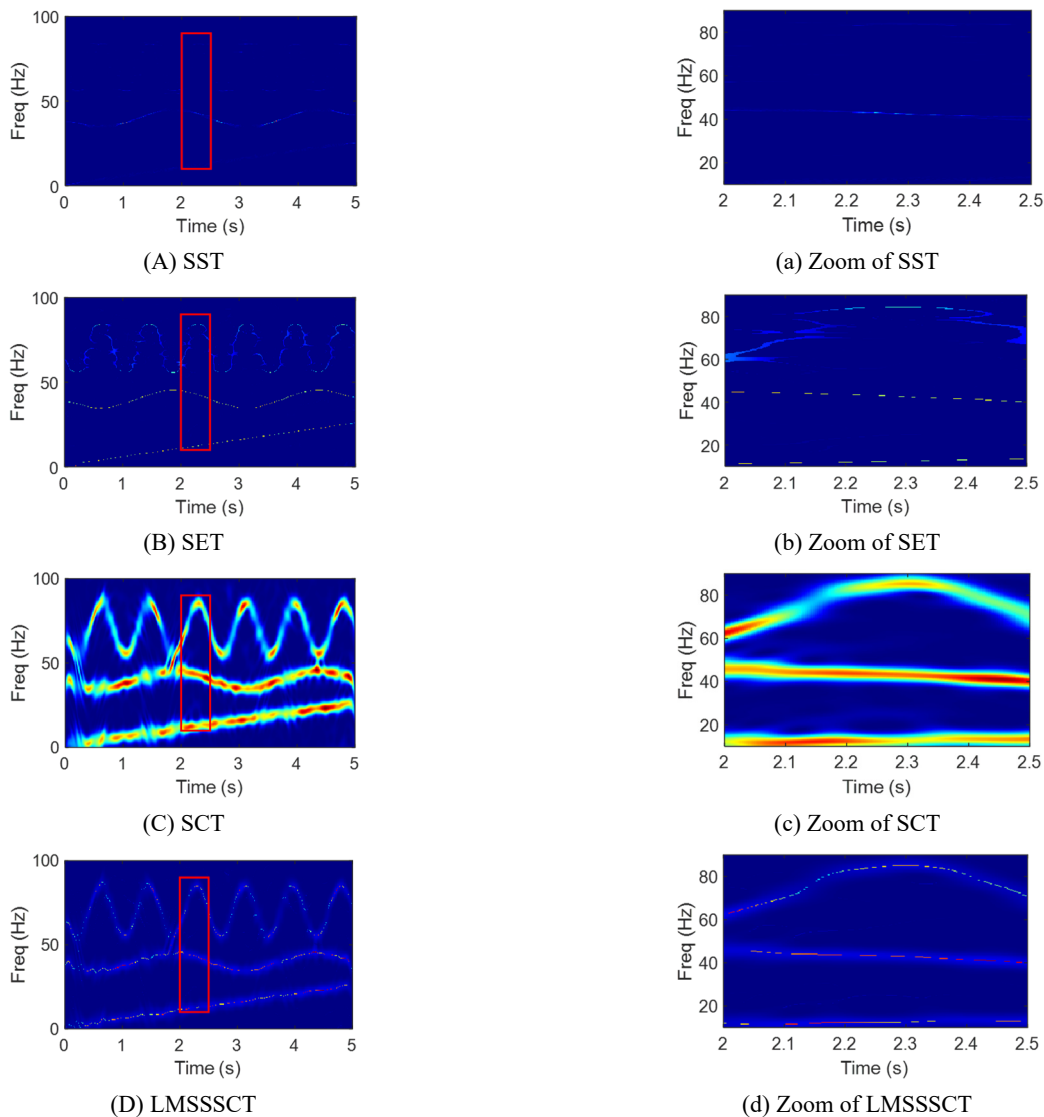 100
50
0
Freq (Hz)
0 1 2 3 4 5
Time (s)
(A) SST
80
60
40
20
Freq (Hz)
2 2.1 2.2 2.3 2.4 2.5
Time (s)
(a) Zoom of SST
100
50
0
Freq (Hz)
0 1 2 3 4 5
Time (s)
(B) SET
80
60
40
20
Freq (Hz)
2 2.1 2.2 2.3 2.4 2.5
Time (s)
(b) Zoom of SET
100
50
0
Freq (Hz)
0 1 2 3 4 5
Time (s)
(C) SCT
80
60
40
20
Freq (Hz)
2 2.1 2.2 2.3 2.4 2.5
Time (s)
(c) Zoom of SCT
100
50
0
Freq (Hz)
0 1 2 3 4 5
Time (s)
(D) LMSSSCT
80
60
40
20
Freq (Hz)
2 2.1 2.2 2.3 2.4 2.5
Time (s)
(d) Zoom of LMSSSCT